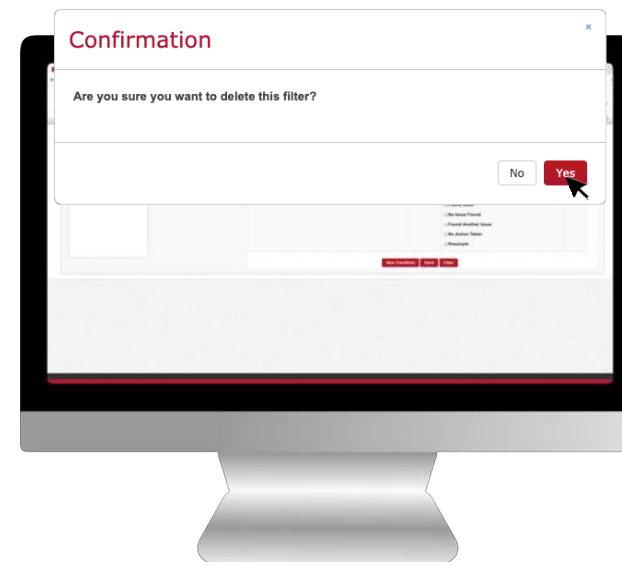 Confirmation
×
Are you sure you want to delete this filter?
No
Yes
No Issue Found
Found Another Issue
No Action Taken
Resample
New Condition
Save
Clear